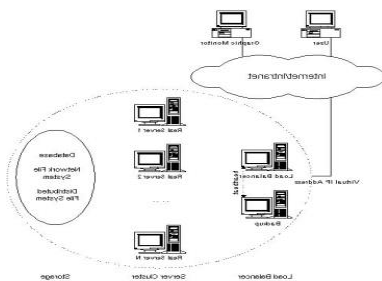 User
Graphic Monitor
Internet/Intranet
Real Server 1
Database
Network File
System
Distributed
File System
Real Server 2
Load Balancer
Virtual IP Address
heartbeat
....
Backup
Real Server N
Load Balancer
Server Cluster
Storage